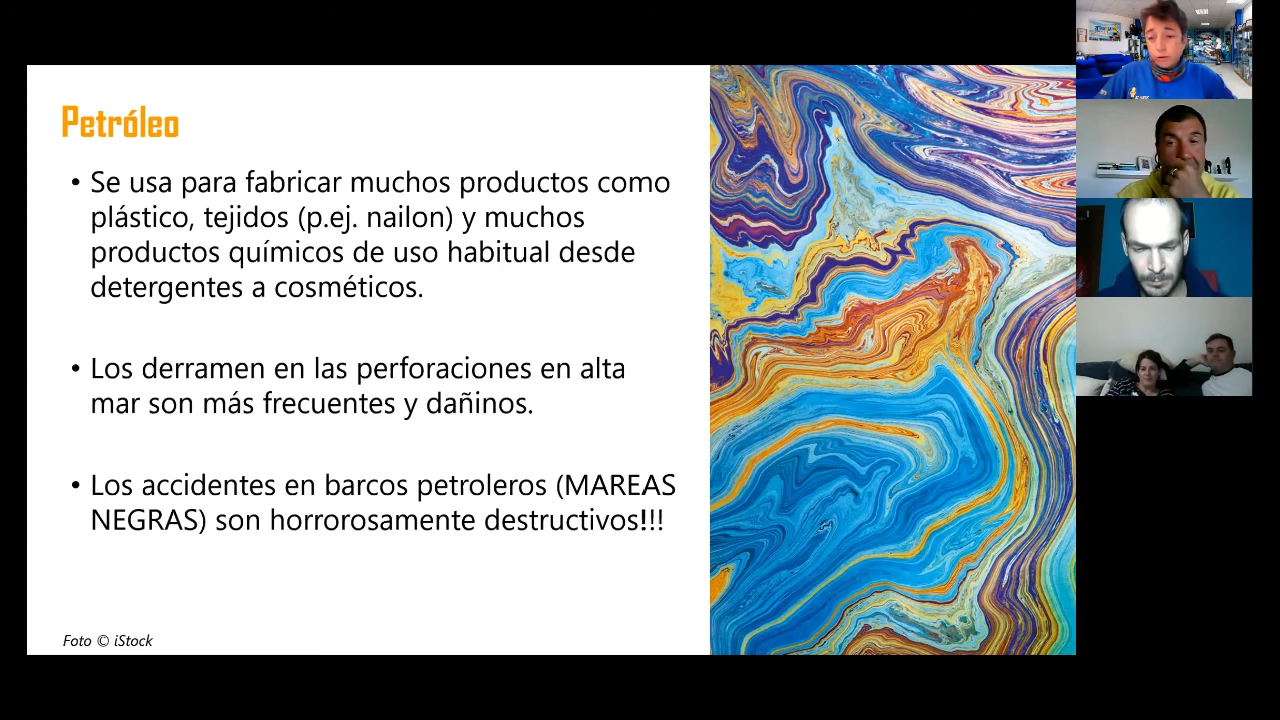 Petróleo
• Se usa para fabricar muchos productos como
plástico, tejidos (p.ej. nailon) y muchos
productos químicos de uso habitual desde
detergentes a cosméticos.
• Los derramen en las perforaciones en alta
mar son más frecuentes y dañinos.
• Los accidentes en barcos petroleros (MAREAS
NEGRAS) son horrorosamente destructivos!!!
Foto © iStock